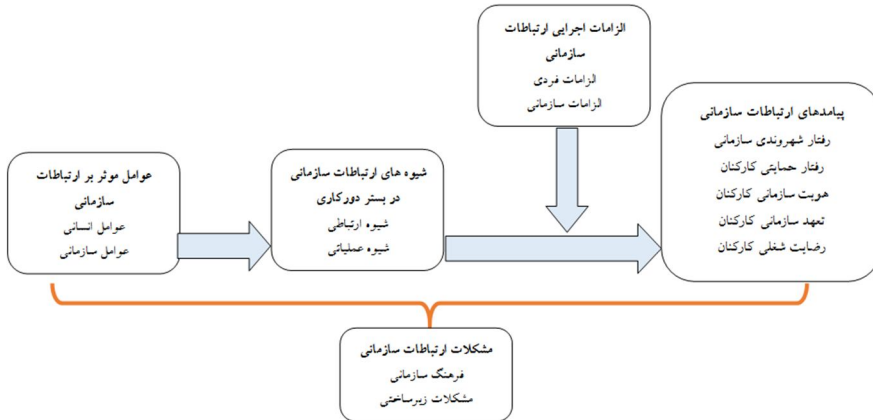 الزامات اجرایی ارتباطات
سازمانی
الزامات فردی
الزامات سازمانی
پیامدهای ارتباطات سازمانی
رفتار شهروندی سازمانی
رفتار حمایتی کارکنان
هویت سازمانی کارکنان
تعهد سازمانی کارکنان
رضایت شغلی کارکنان
شیوه های ارتباطات سازمانی
در بستر دورکاری
شیوه ارتباطی
شیوه عملیاتی
عوامل موثر بر ارتباطات
سازمانی
عوامل انسانی
عوامل سازمانی
مشکلات ارتباطات سازمانی
فرهنگ سازمانی
مشکلات زیرساختی